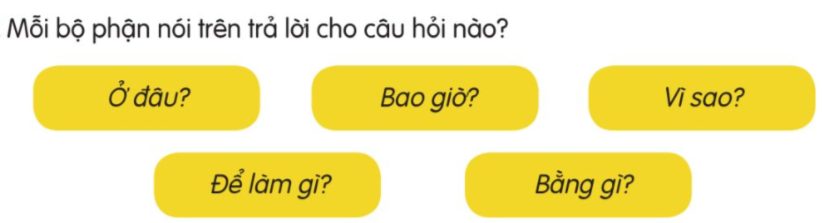 Mỗi bộ phận nói trên trả lời cho câu hỏi nào?
Ở đâu? Bao giờ? Vì sao?
Để làm gì? Bằng gì?